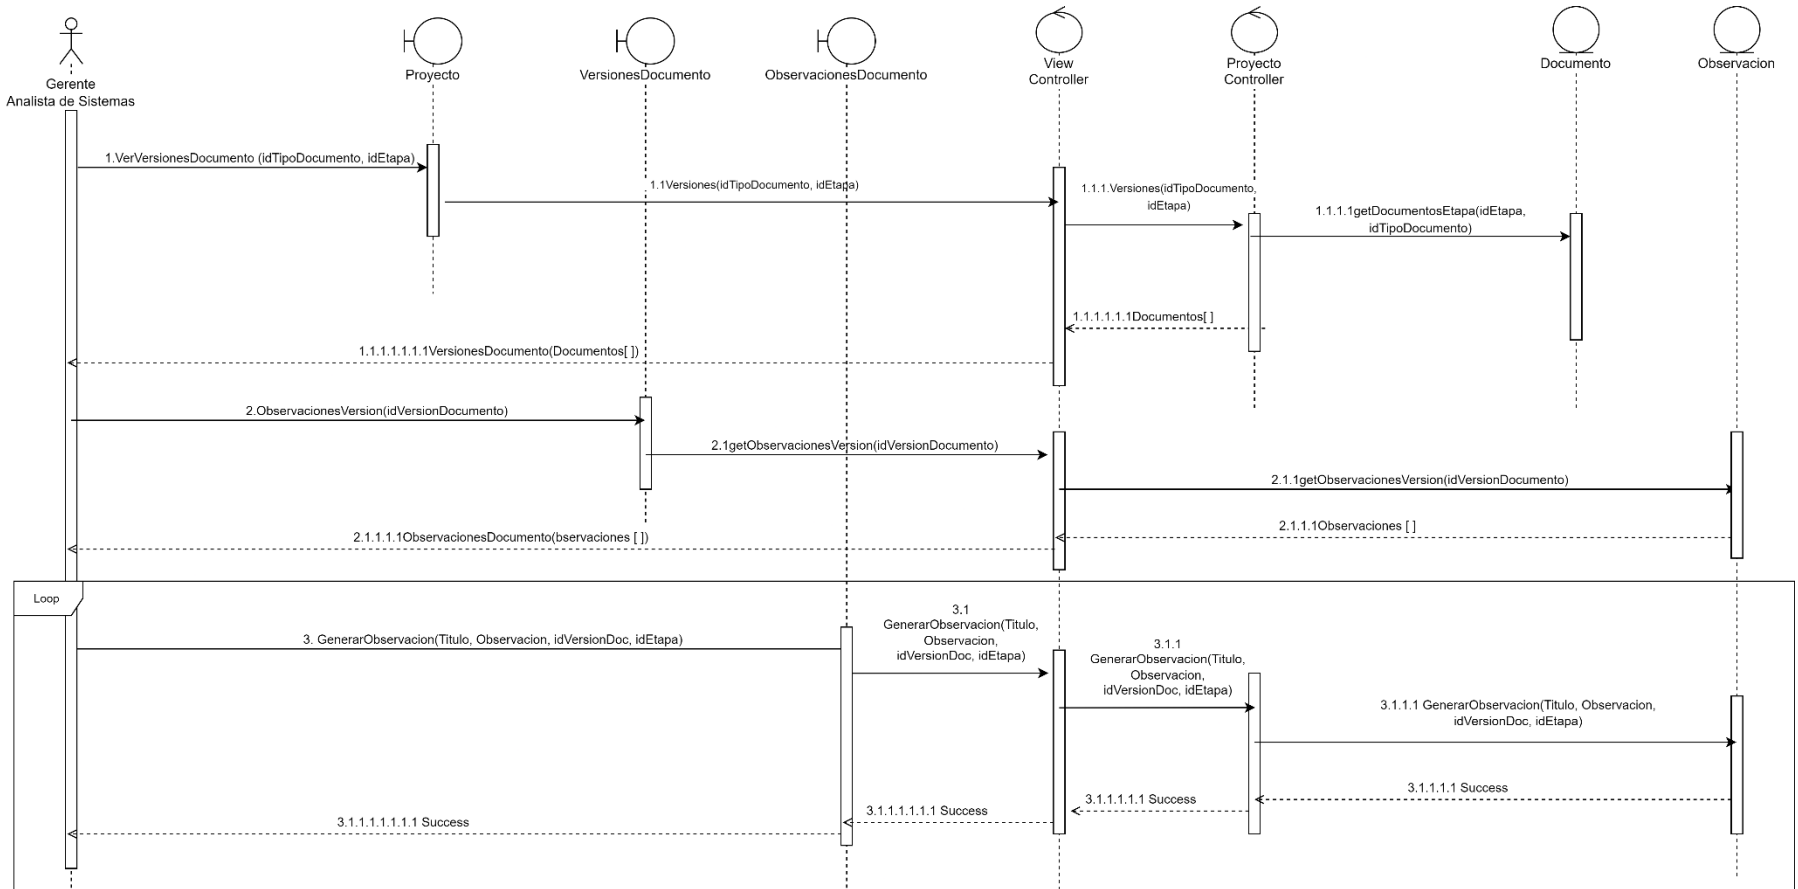 Gerente
Analista de Sistemas
Proyecto
VersionesDocumento
ObservacionesDocumento
View
Controller
Proyecto
Controller
Documento
Observacion
1.VerVersionesDocumento (idTipoDocumento, idEtapa)
1.1Versiones(idTipoDocumento, idEtapa)
1.1.1.Versiones(idTipoDocumento,
idEtapa)
1.1.1.1getDocumentosEtapa(idEtapa,
idTipoDocumento)
1.1.1.1.1.1Documentos[ ]
1.1.1.1.1.1.1VersionesDocumento(Documentos[ ])
2.ObservacionesVersion(idVersionDocumento)
2.1getObservacionesVersion(idVersionDocumento)
2.1.1getObservacionesVersion(idVersionDocumento)
2.1.1.1Observaciones [ ]
2.1.1.1.1ObservacionesDocumento(bservaciones [ ])
Loop
3. GenerarObservacion(Titulo, Observacion, idVersionDoc, idEtapa)
3.1
GenerarObservacion(Titulo,
Observacion,
idVersionDoc, idEtapa)
3.1.1
GenerarObservacion(Titulo,
Observacion,
idVersionDoc, idEtapa)
3.1.1.1 GenerarObservacion(Titulo, Observacion,
idVersionDoc, idEtapa)
3.1.1.1.1 Success
3.1.1.1.1.1 Success
3.1.1.1.1.1.1 Success
3.1.1.1.1.1.1.1 Success